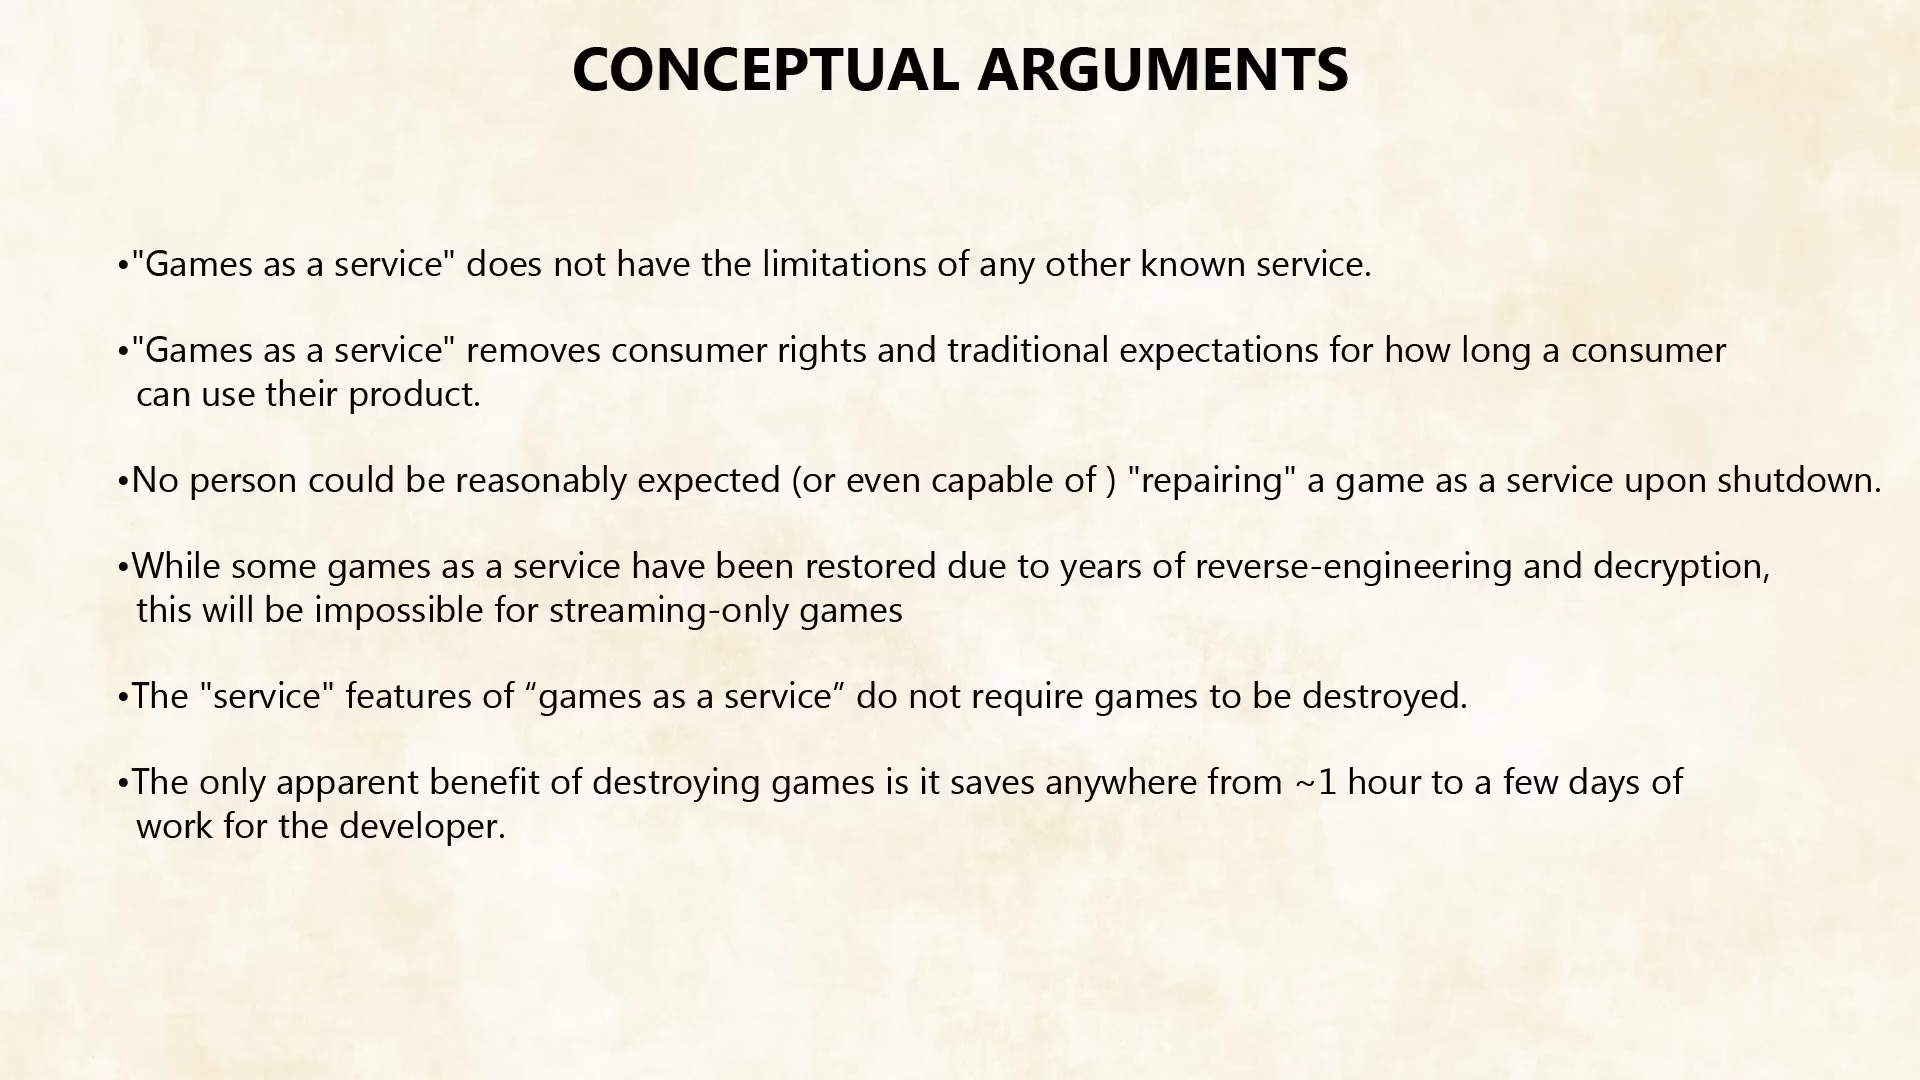 CONCEPTUAL ARGUMENTS
•"Games as a service" does not have the limitations of any other known service.
•"Games as a service" removes consumer rights and traditional expectations for how long a consumer
can use their product.
•No person could be reasonably expected (or even capable of ) "repairing" a game as a service upon shutdown.
•While some games as a service have been restored due to years of reverse-engineering and decryption,
this will be impossible for streaming-only games
•The "service" features of “games as a service” do not require games to be destroyed.
•The only apparent benefit of destroying games is it saves anywhere from ~1 hour to a few days of
work for the developer.